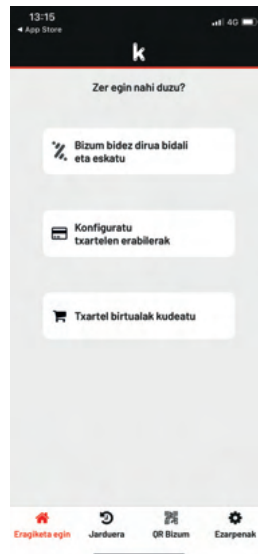 13:15
4G
◀ App Store
k
Zer egin nahi duzu?
Bizum bidez dirua bidali
eta eskatu
Konfiguratu
txartelen erabilerak
Txartel birtualak kudeatu
Eragiketa egin
Jarduera
QR Bizum
Ezarpenak